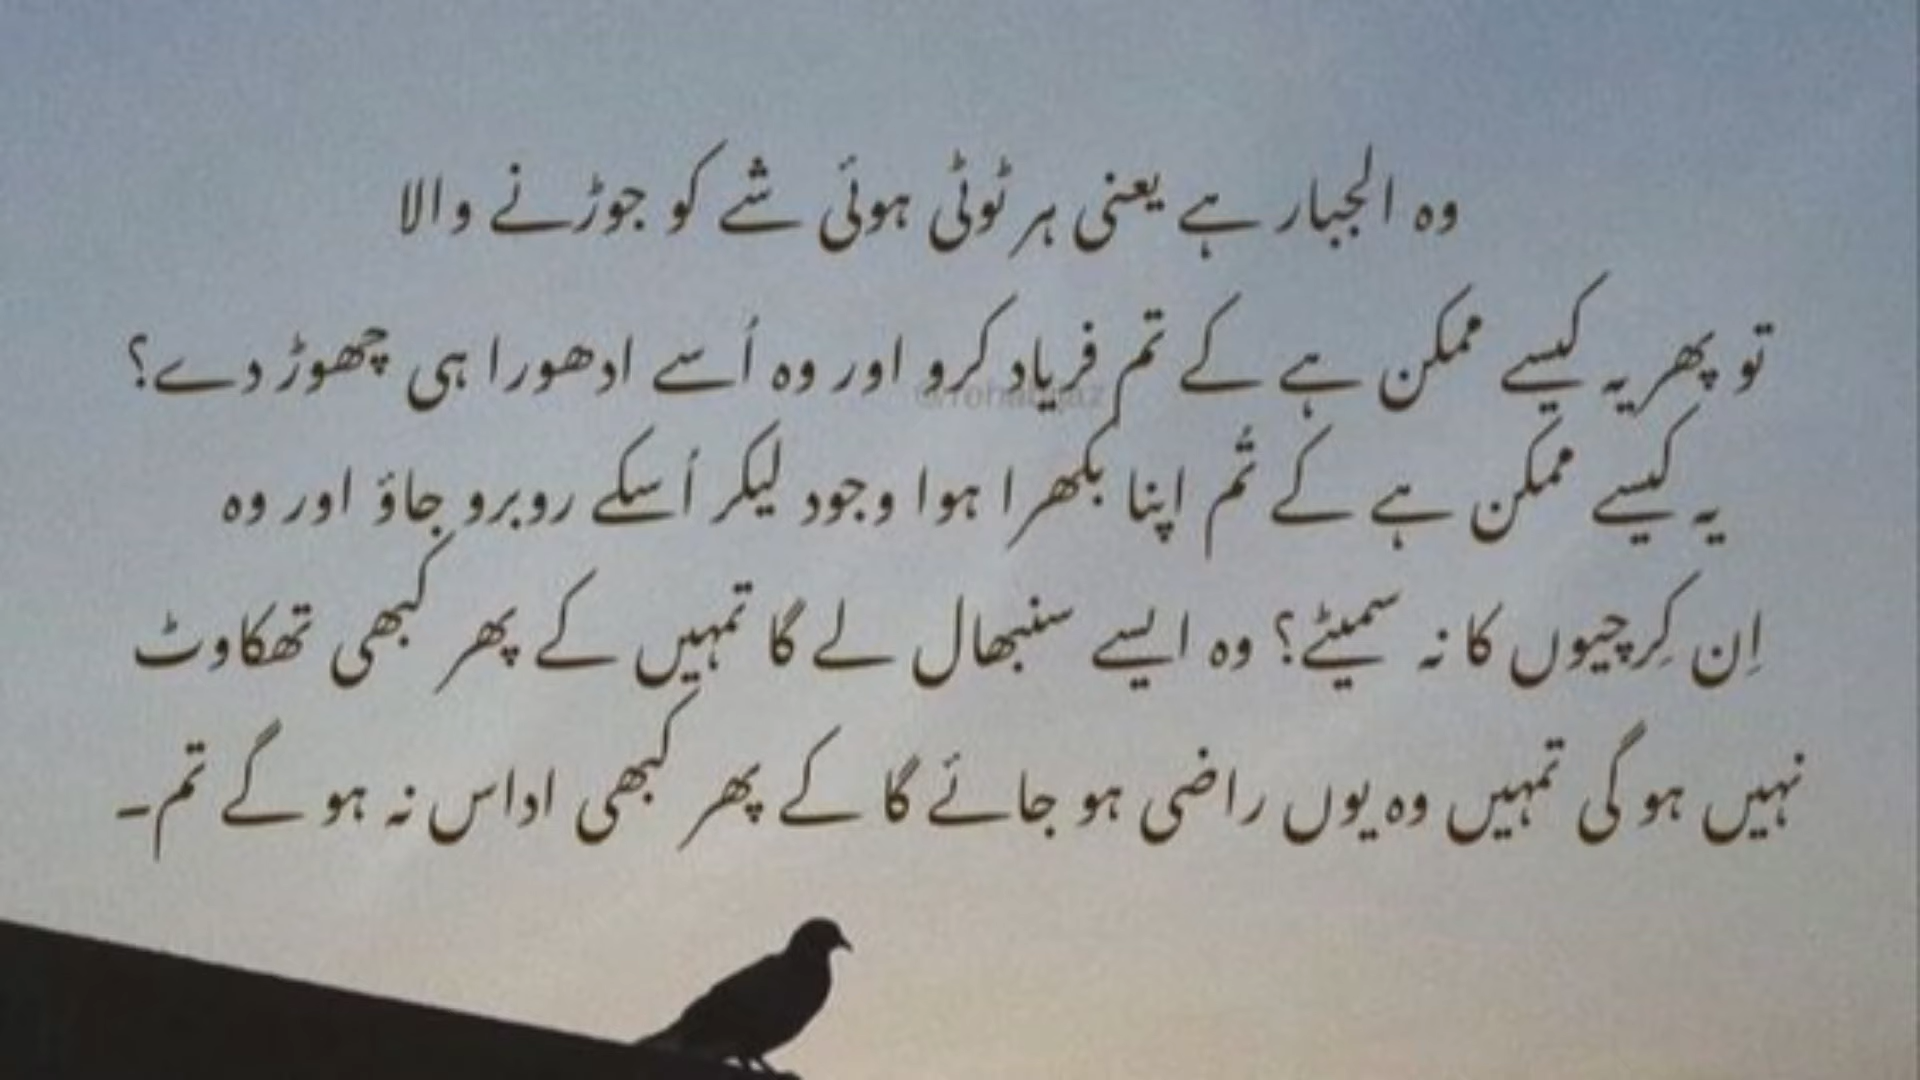 وہ الجبار ہے یعنی ہر ٹوٹی ہوئی شے کو جوڑنے والا
تو پھر یہ کیسے ممکن ہے کے تم فریاد کرو اور وہ اُسے ادھورا ہی چھوڑ دے؟
یہ کیسے ممکن ہے کے تُم اپنا بکھرا ہوا وجود لیکر اُسکے روبرو جاؤ اور وہ
اِن کِرچیوں کا نہ سمیٹے؟ وہ ایسے سنبھال لے گا تمہیں کے پھر کبھی تھکاوٹ
نہیں ہوگی تمہیں وہ یوں راضی ہو جائے گا کے پھر کبھی اداس نہ ہو گے تم۔